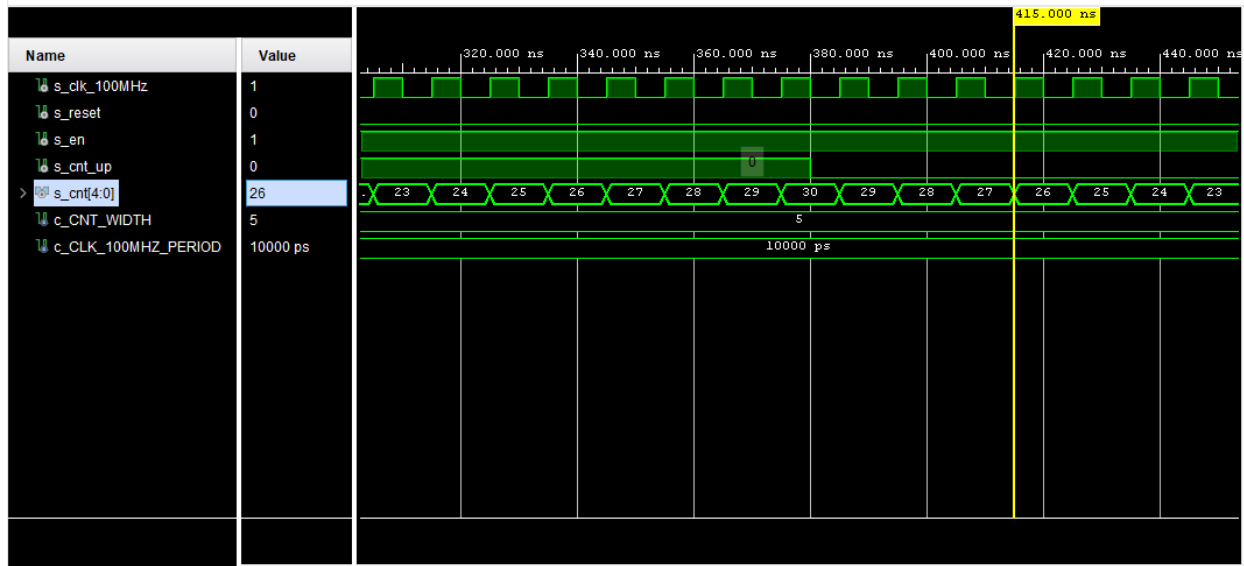 415.000 ns
Name Value
320.000 ns 340.000 ns 360.000 ns 380.000 ns 400.000 ns 420.000 ns 440.000 ns
s_clk_100MHz 1
s_reset 0
s_en 1
s_cnt_up 0 0
s_cnt[4:0] 26 23 24 25 26 27 28 29 30 29 28 27 26 25 24 23
c_CNT_WIDTH 5 5
c_CLK_100MHZ_PERIOD 10000 ps 10000 ps